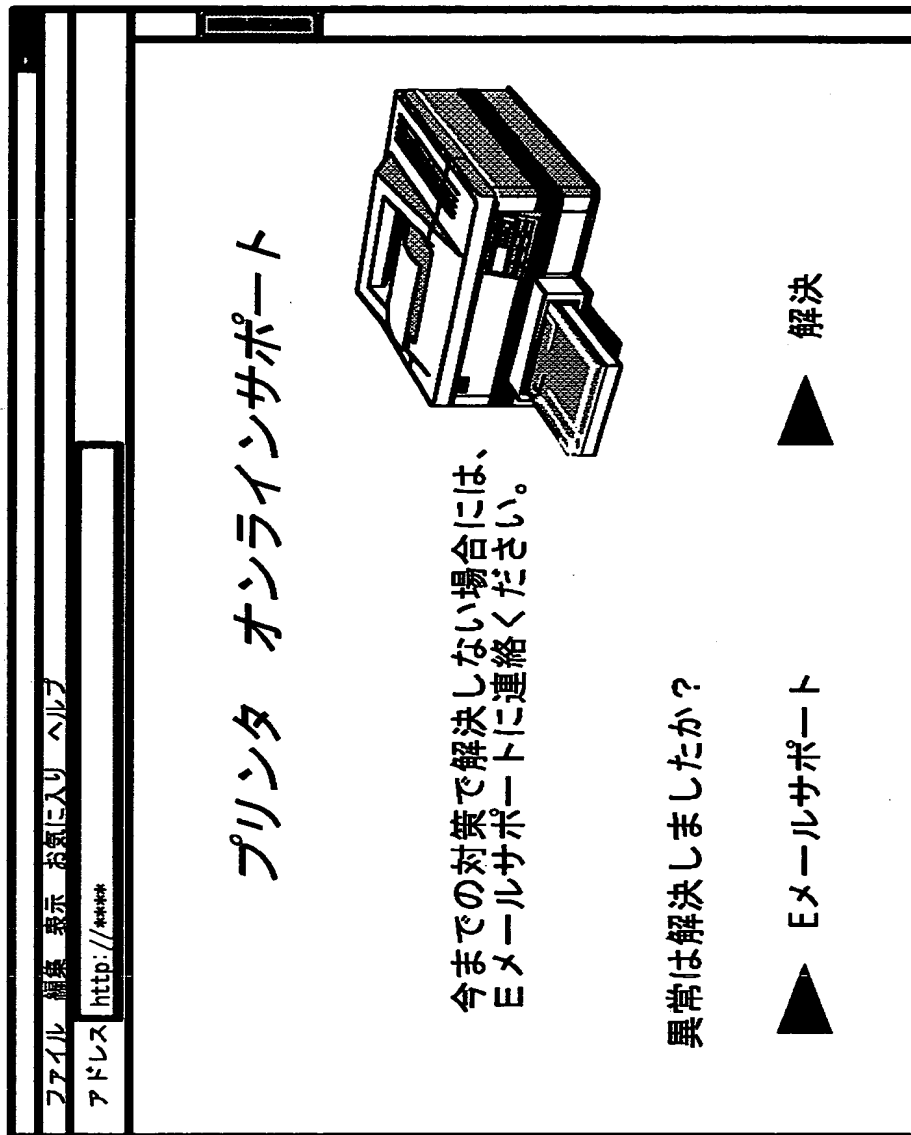 ファイル 編集 表示 お気に入り ヘルプ
アドレス http://****
プリンタ オンラインサポート
今までの対策で解決しない場合には、
Eメールサポートに連絡ください。
異常は解決しましたか?
Eメールサポート 解決